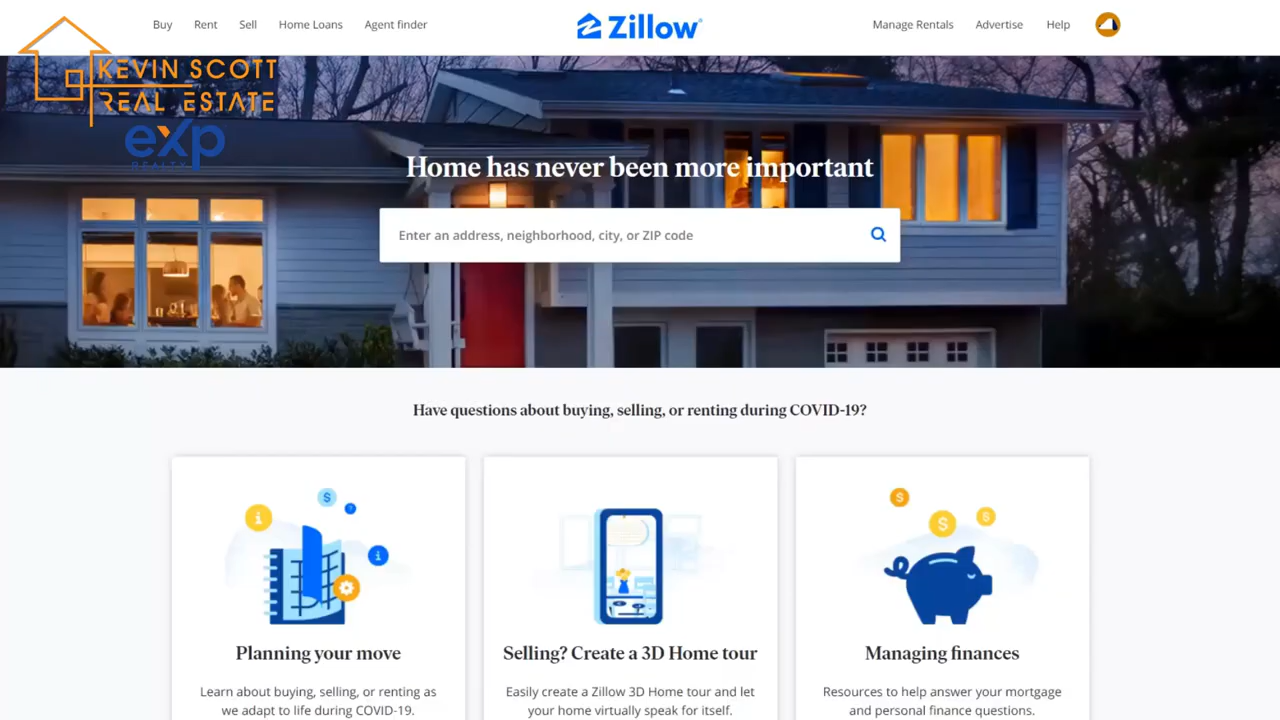 Buy Rent Sell Home Loans Agent finder
Zillow
Manage Rentals Advertise Help
KEVIN SCOTT
REAL ESTATE
eXp
REALTY
Home has never been more important
Enter an address, neighborhood, city, or ZIP code
Have questions about buying, selling, or renting during COVID-19?
Planning your move
Learn about buying, selling, or renting as
we adapt to life during COVID-19.
Selling? Create a 3D Home tour
Easily create a Zillow 3D Home tour and let
your home virtually speak for itself.
Managing finances
Resources to help answer your mortgage
and personal finance questions.